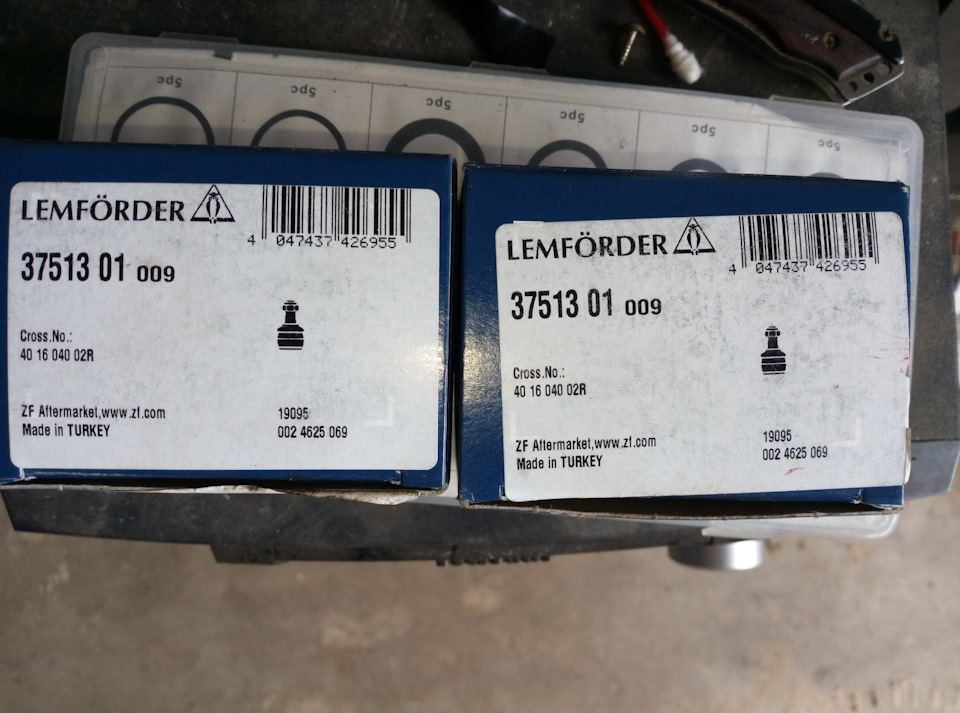 5pc
5pc
5pc
5pc
5pc
5pc
LEMFÖRDER
4 047437 426955
37513 01 009
Cross.No.:
40 16 040 02R
ZF Aftermarket,www.zf.com
Made in TURKEY
19095
002 4625 069
LEMFÖRDER
4 047437 426955
37513 01 009
Cross.No.:
40 16 040 02R
ZF Aftermarket,www.zf.com
Made in TURKEY
19095
002 4625 069